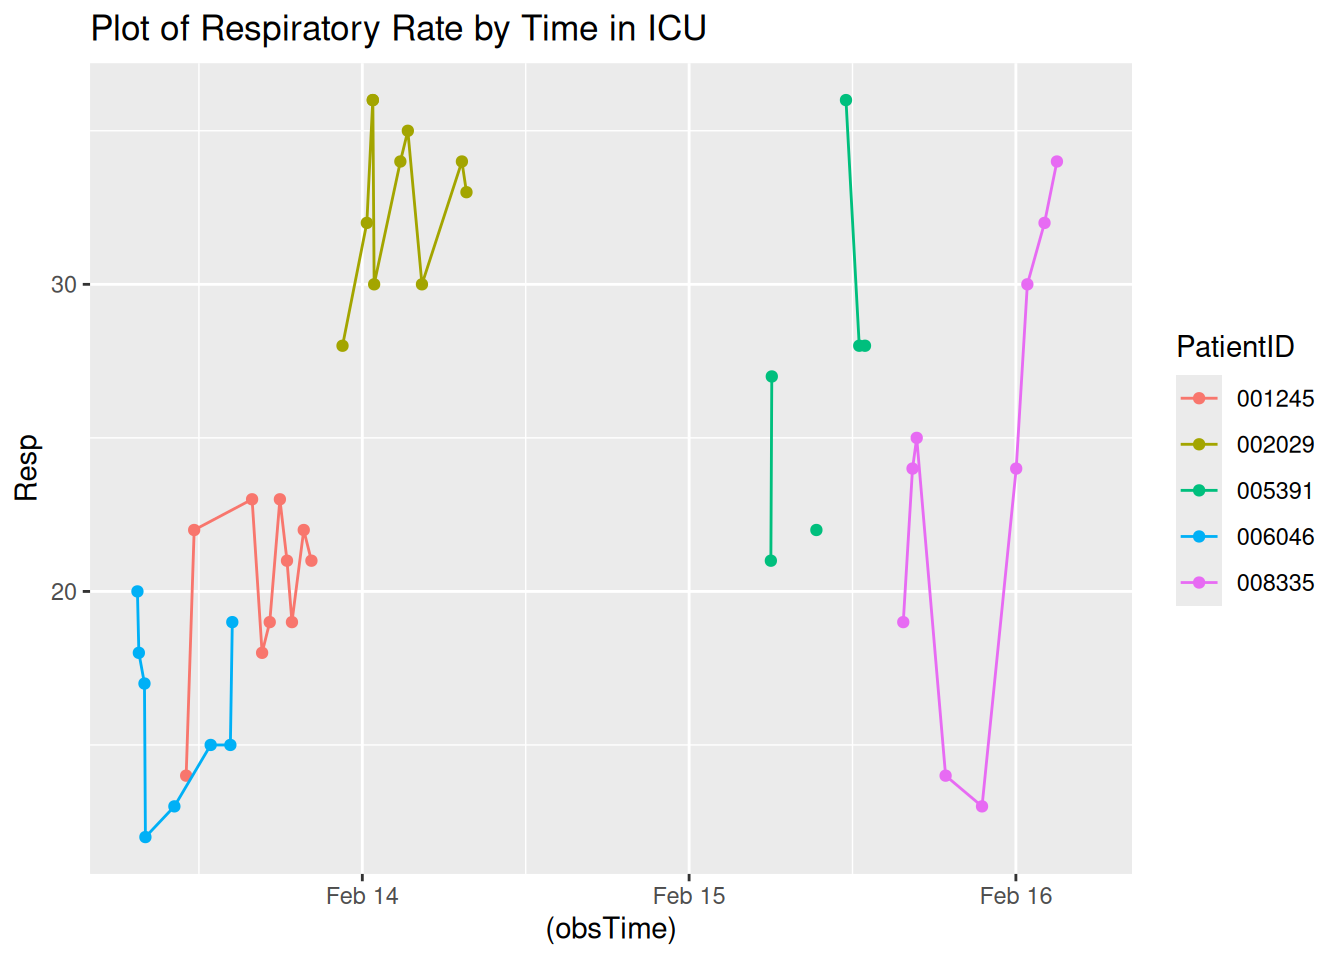 Plot of Respiratory Rate by Time in ICU
Resp
30
20
Feb 14
Feb 15
Feb 16
(obsTime)
PatientID
001245
002029
005391
006046
008335